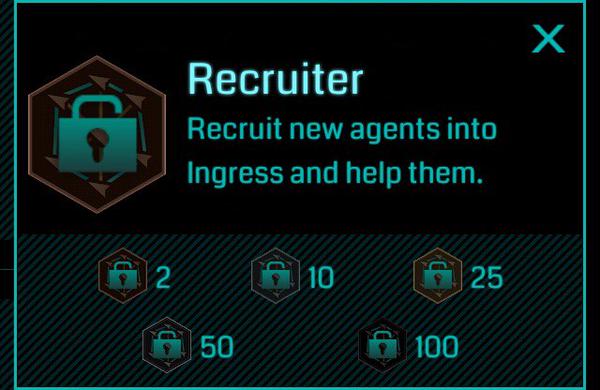 Recruiter
Recruit new agents into
Ingress and help them.
2 10 25
50 100